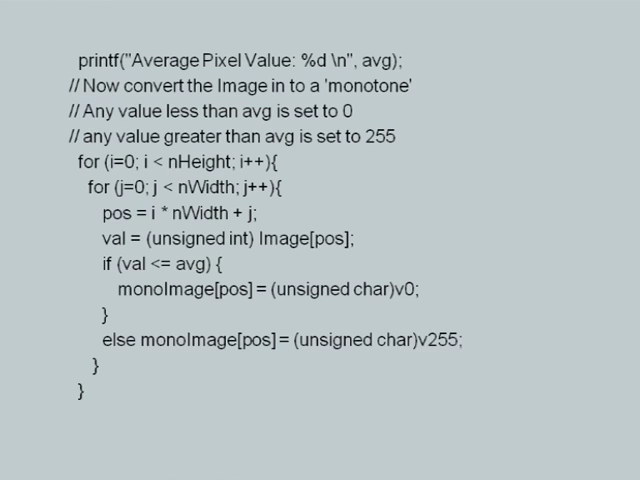 printf("Average Pixel Value: %d \n", avg);
// Now convert the Image in to a 'monotone'
// Any value less than avg is set to 0
// any value greater than avg is set to 255
for (i=0; i < nHeight; i++){
for (j=0; j < nWidth; j++){
pos = i * nWidth + j;
val = (unsigned int) Image[pos];
if (val <= avg) {
monoImage[pos] = (unsigned char)v0;
}
else monoImage[pos] = (unsigned char)v255;
}
}